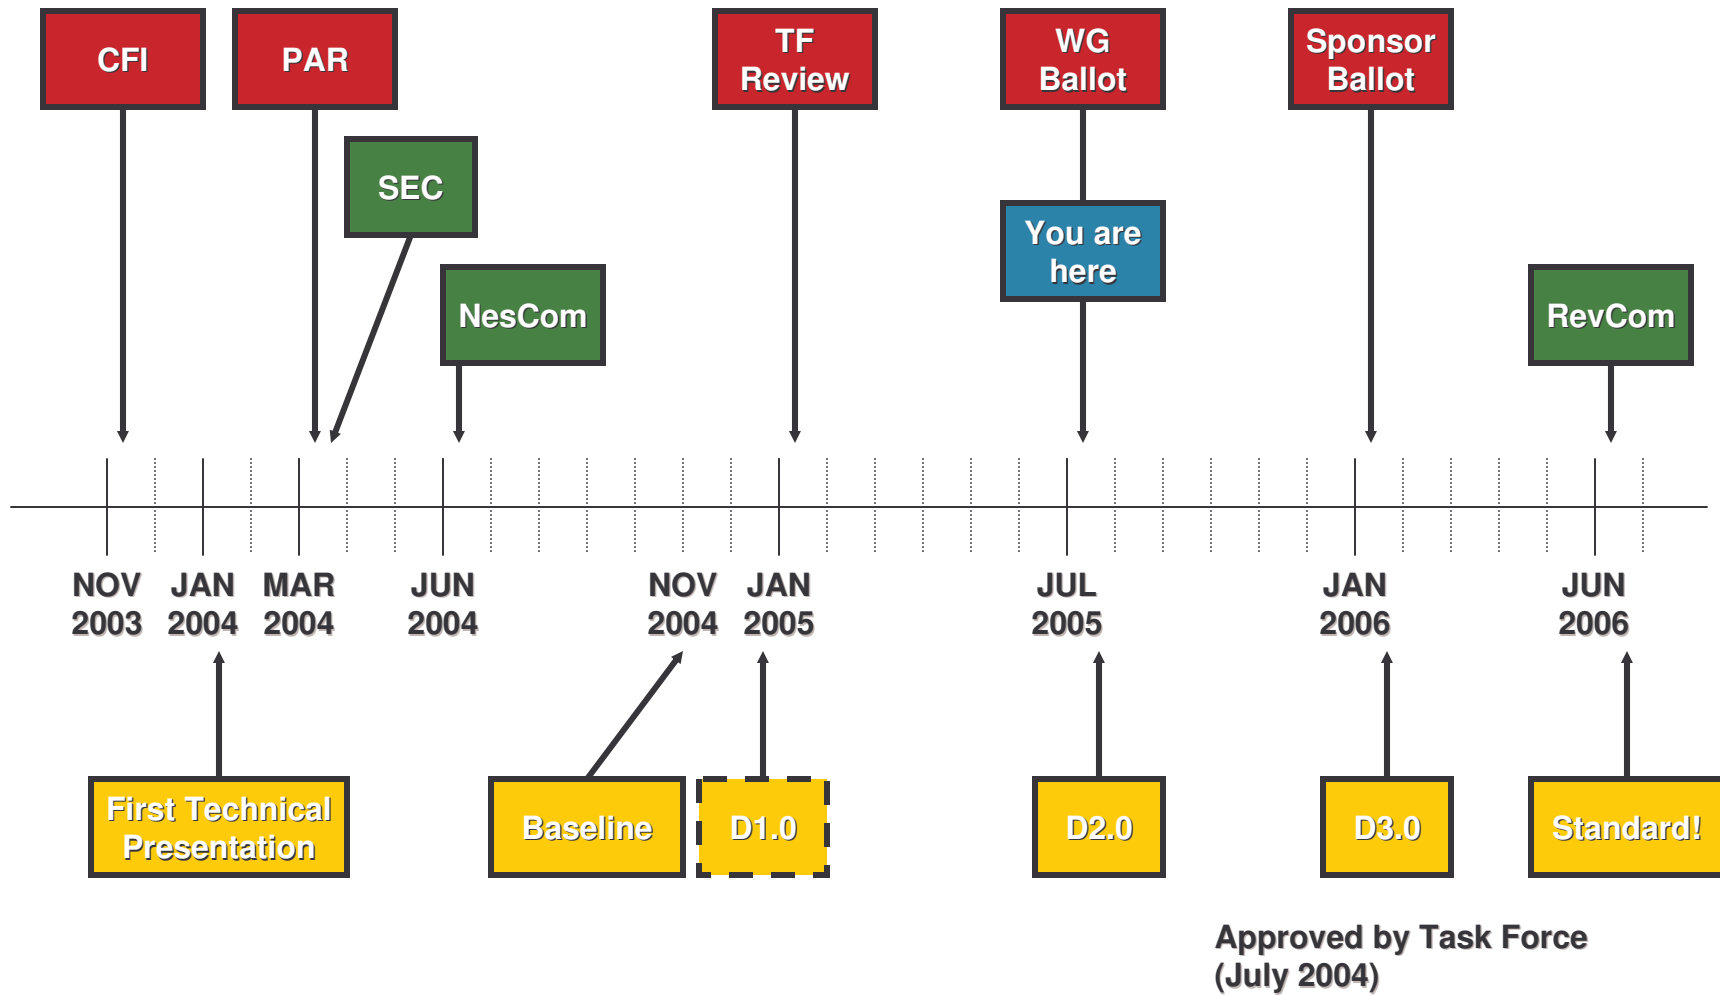 CFI
PAR
TF
Review
WG
Ballot
Sponsor
Ballot
SEC
You are
here
NesCom
RevCom
NOV
2003
JAN
2004
MAR
2004
JUN
2004
NOV
2004
JAN
2005
JUL
2005
JAN
2006
JUN
2006
First Technical
Presentation
Baseline
D1.0
D2.0
D3.0
Standard!
Approved by Task Force
(July 2004)